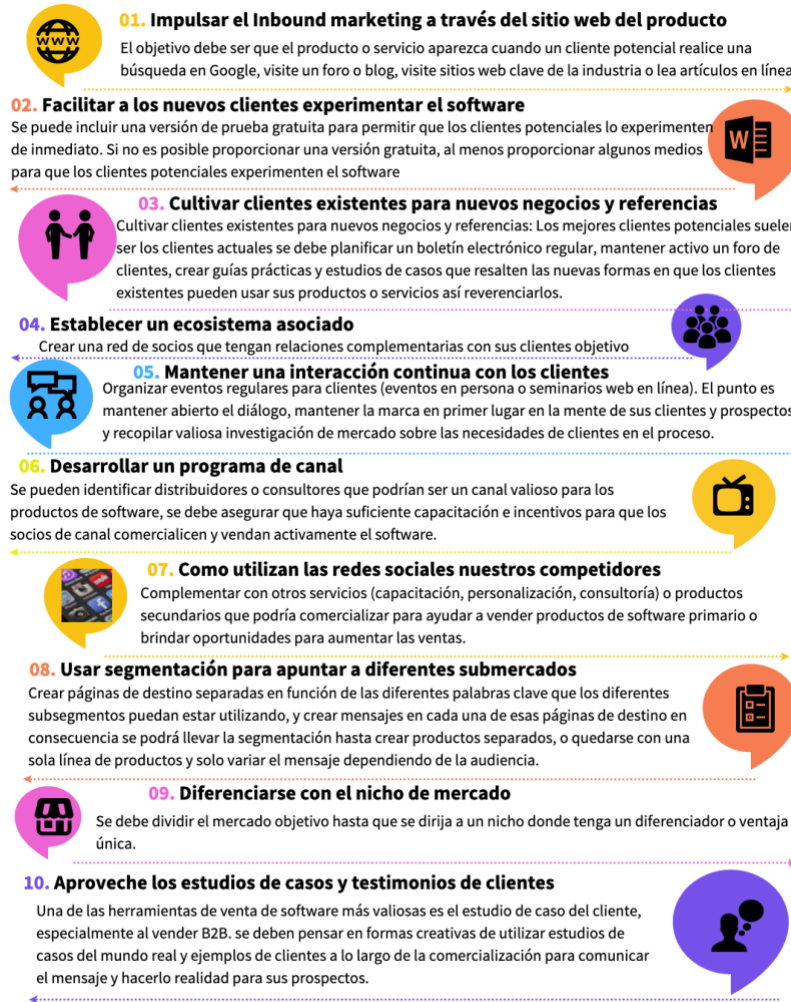 01. Impulsar el Inbound marketing a través del sitio web del producto
www
El objetivo debe ser que el producto o servicio aparezca cuando un cliente potencial realice una
búsqueda en Google, visite un foro o blog, visite sitios web clave de la industria o lea artículos en línea
02. Facilitar a los nuevos clientes experimentar el software
Se puede incluir una versión de prueba gratuita para permitir que los clientes potenciales lo experimenten
de inmediato. Si no es posible proporcionar una versión gratuita, al menos proporcionar algunos medios
para que los clientes potenciales experimenten el software
W
03. Cultivar clientes existentes para nuevos negocios y referencias
Cultivar clientes existentes para nuevos negocios y referencias: Los mejores clientes potenciales suelen
ser los clientes actuales se debe planificar un boletín electrónico regular, mantener activo un foro de
clientes, crear guías prácticas y estudios de casos que resalten las nuevas formas en que los clientes
existentes pueden usar sus productos o servicios así reverenciarlos.
04. Establecer un ecosistema asociado
Crear una red de socios que tengan relaciones complementarias con sus clientes objetivo
05. Mantener una interacción continua con los clientes
Organizar eventos regulares para clientes (eventos en persona o seminarios web en línea). El punto es
mantener abierto el diálogo, mantener la marca en primer lugar en la mente de sus clientes y prospectos
y recopilar valiosa investigación de mercado sobre las necesidades de clientes en el proceso.
06. Desarrollar un programa de canal
Se pueden identificar distribuidores o consultores que podrían ser un canal valioso para los
productos de software, se debe asegurar que haya suficiente capacitación e incentivos para que los
socios de canal comercialicen y vendan activamente el software.
07. Como utilizan las redes sociales nuestros competidores
Complementar con otros servicios (capacitación, personalización, consultoría) o productos
secundarios que podría comercializar para ayudar a vender productos de software primario o
brindar oportunidades para aumentar las ventas.
08. Usar segmentación para apuntar a diferentes submercados
Crear páginas de destino separadas en función de las diferentes palabras clave que los diferentes
subsegmentos puedan estar utilizando, y crear mensajes en cada una de esas páginas de destino en
consecuencia se podrá llevar la segmentación hasta crear productos separados, o quedarse con una
sola línea de productos y solo variar el mensaje dependiendo de la audiencia.
09. Diferenciarse con el nicho de mercado
Se debe dividir el mercado objetivo hasta que se dirija a un nicho donde tenga un diferenciador o ventaja
única.
10. Aproveche los estudios de casos y testimonios de clientes
Una de las herramientas de venta de software más valiosas es el estudio de caso del cliente,
especialmente al vender B2B. se deben pensar en formas creativas de utilizar estudios de
casos del mundo real y ejemplos de clientes a lo largo de la comercialización para comunicar
el mensaje y hacerlo realidad para sus prospectos.